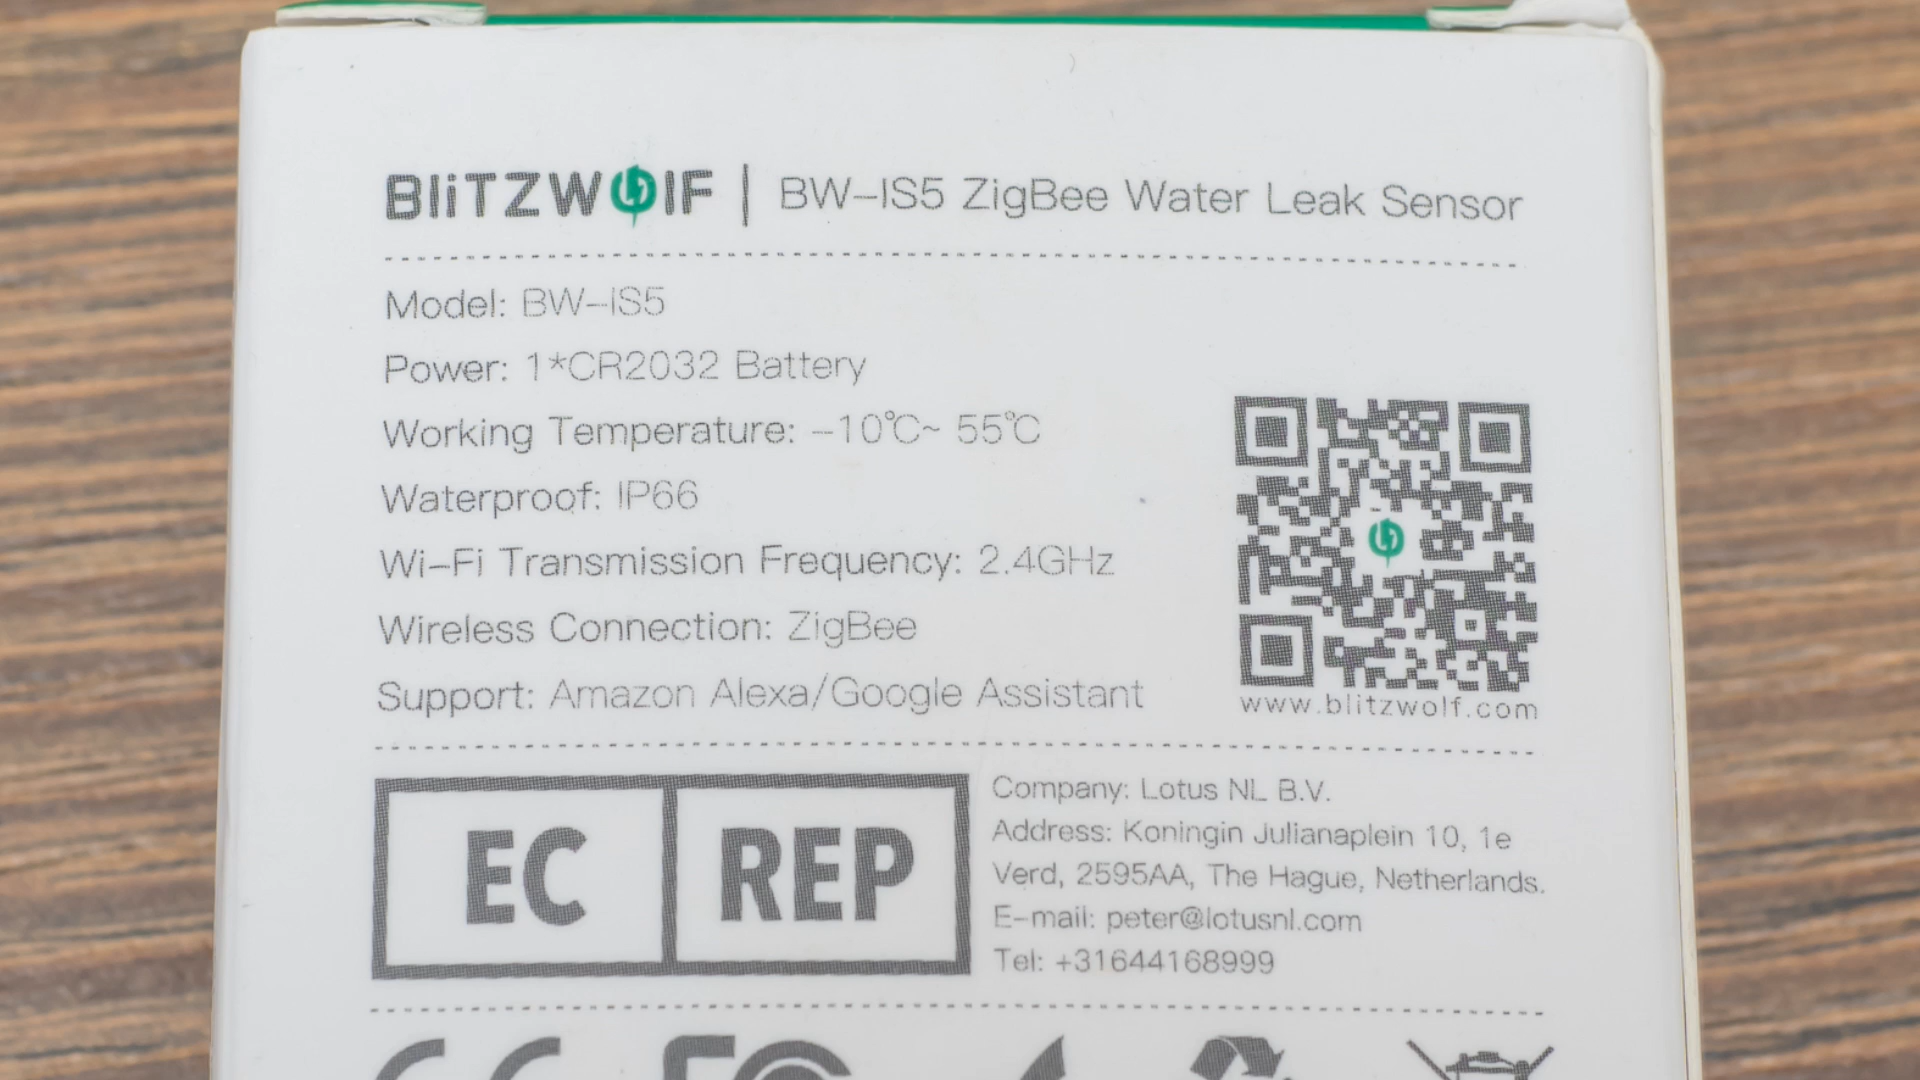 BLiTZWOLF | BW-IS5 ZigBee Water Leak Sensor
Model: BW-IS5
Power: 1*CR2032 Battery
Working Temperature: -10℃~ 55℃
Waterproof: IP66
Wi-Fi Transmission Frequency: 2.4GHz
Wireless Connection: ZigBee
Support: Amazon Alexa/Google Assistant
www.blitzwolf.com
EC REP
Company: Lotus NL B.V.
Address: Koningin Julianaplein 10, 1e
Verd, 2595AA, The Hague, Netherlands.
E-mail: peter@lotusnl.com
Tel: +31644168999